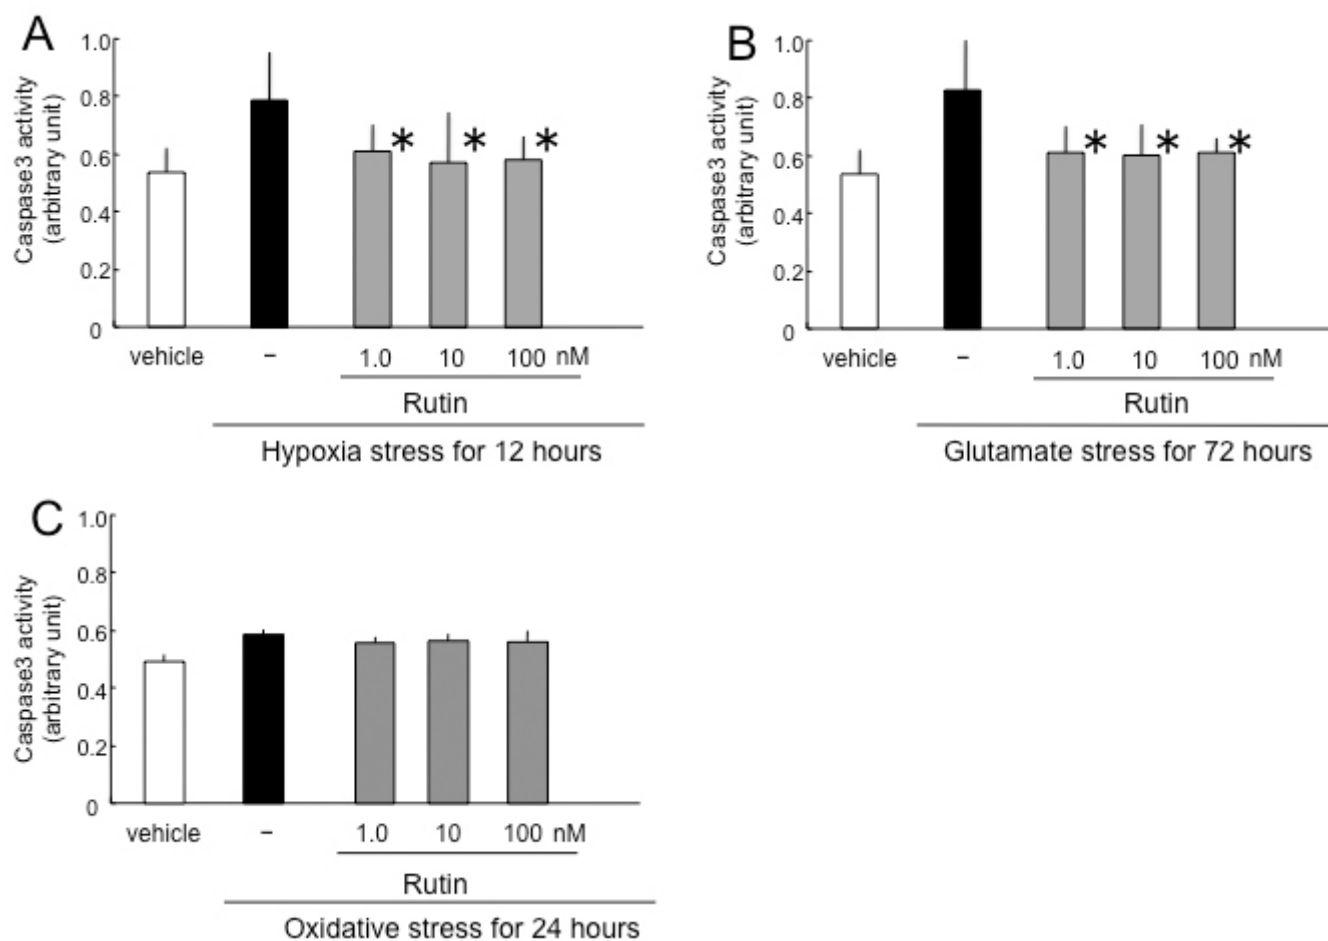 A
Caspase3 activity
(arbitrary unit)
1.0
0.8
0.6
0.4
0.2
0
* * *
vehicle – 1.0 10 100 nM
Rutin
Hypoxia stress for 12 hours
B
Caspase3 activity
(arbitrary unit)
1.0
0.8
0.6
0.4
0.2
0
* * *
vehicle – 1.0 10 100 nM
Rutin
Glutamate stress for 72 hours
C
Caspase3 activity
(arbitrary unit)
1.0
0.8
0.6
0.4
0.2
0
vehicle – 1.0 10 100 nM
Rutin
Oxidative stress for 24 hours